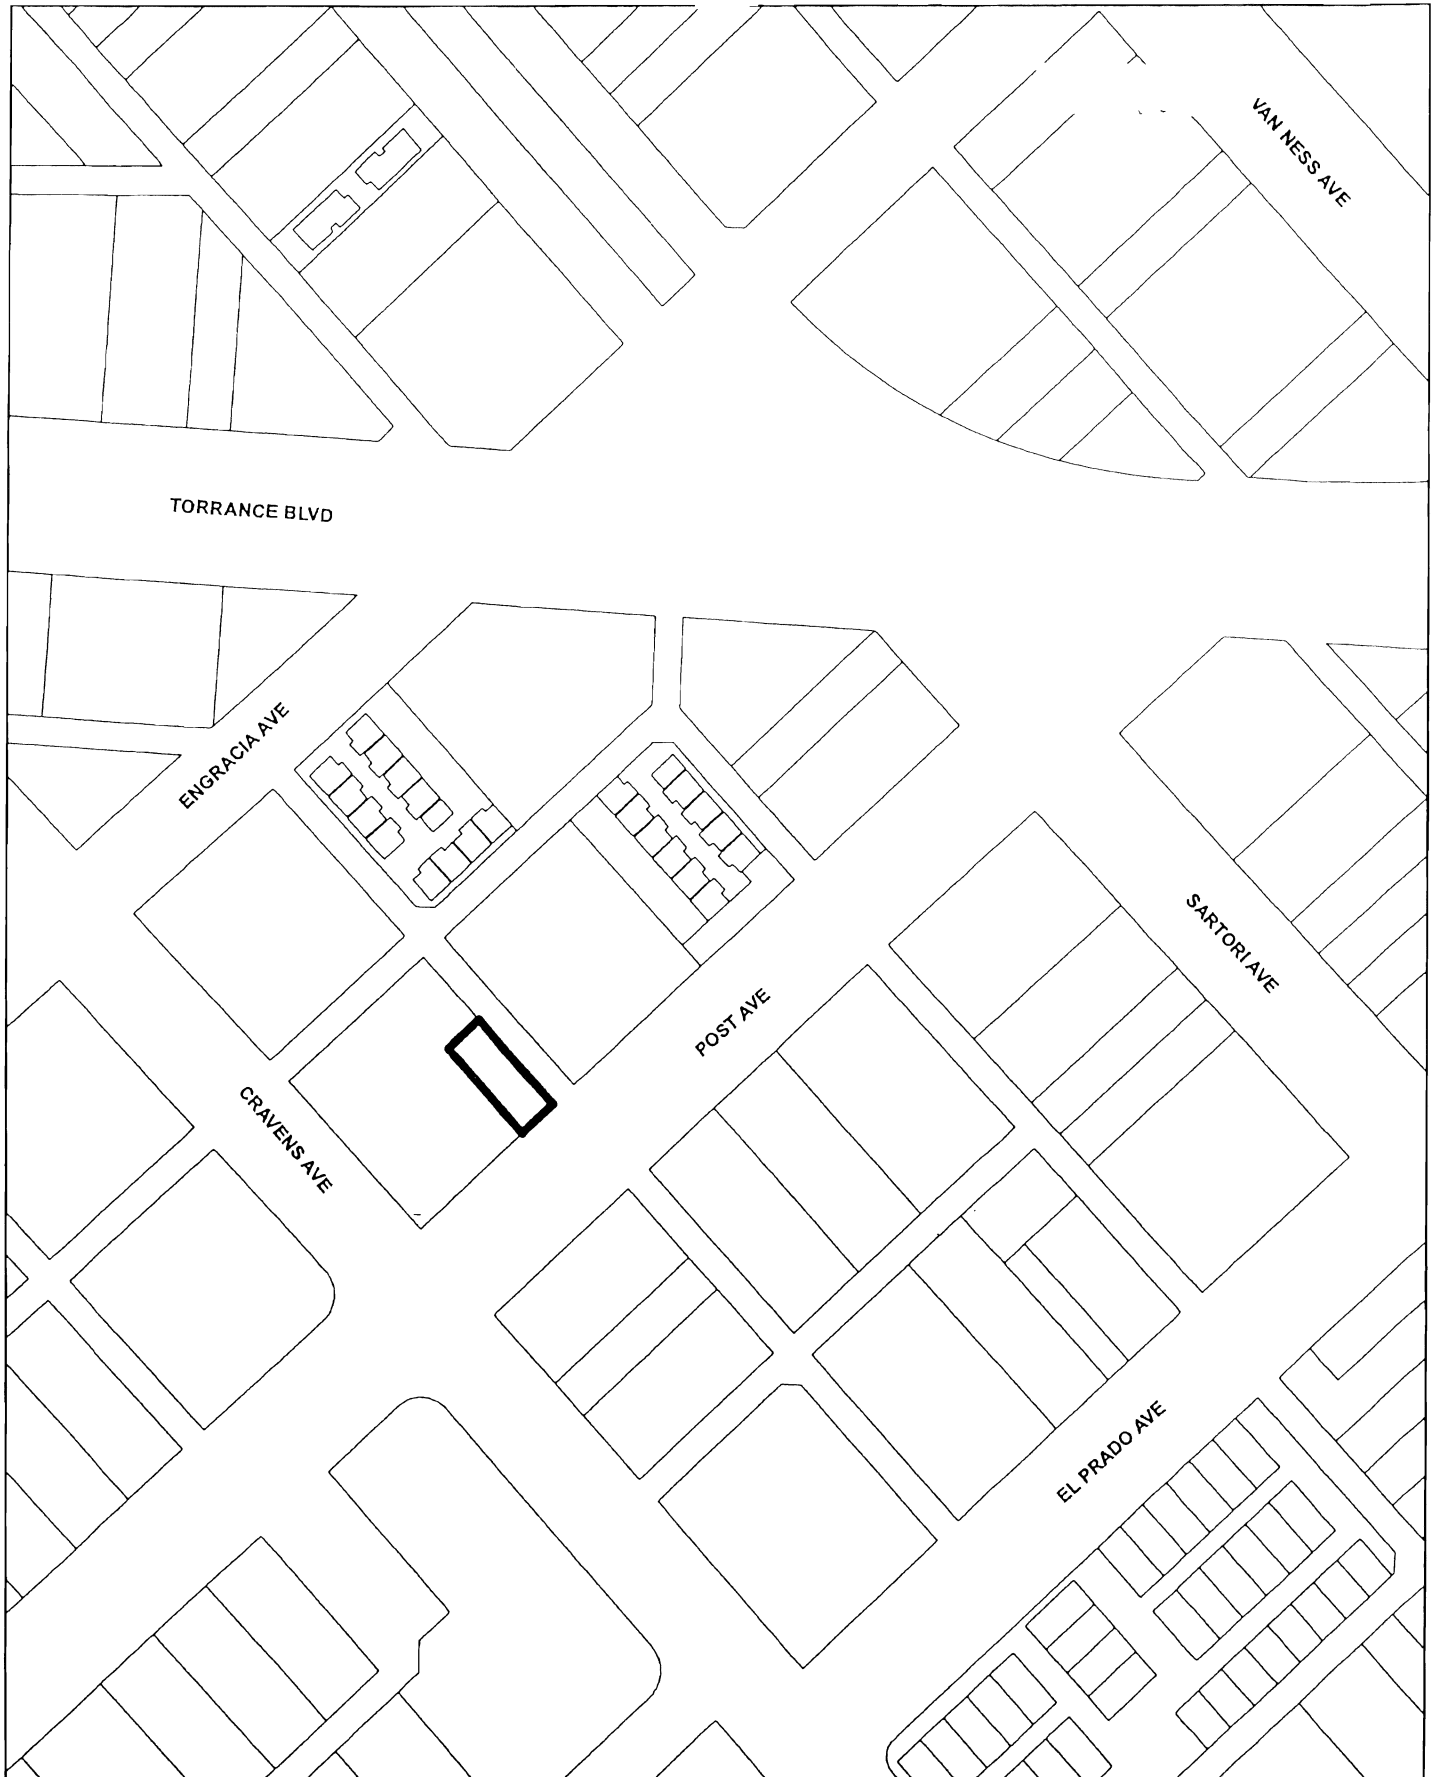 VAN NESS AVE
TORRANCE BLVD
ENGRACIA AVE
SARTORI AVE
POST AVE
CRAVENS AVE
EL PRADO AVE